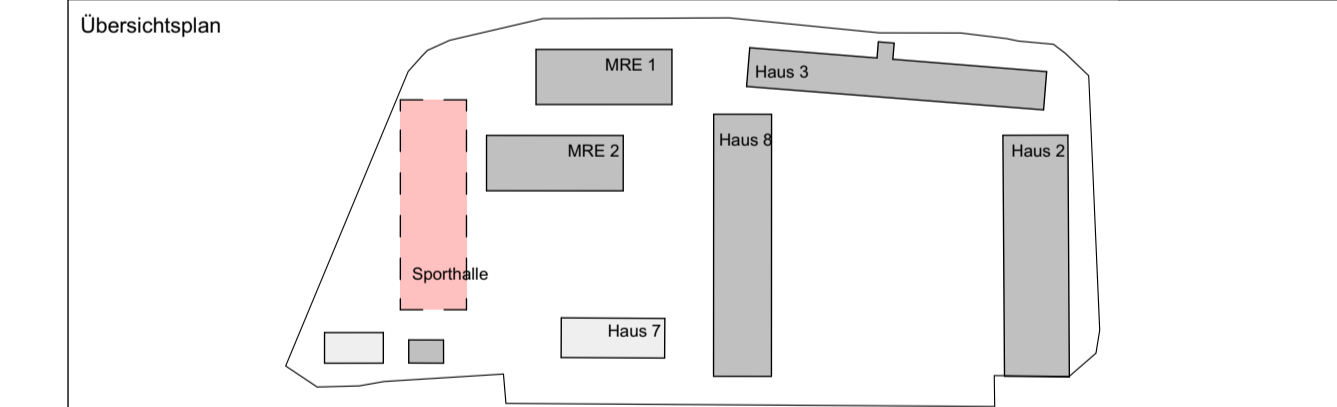 Übersichtsplan
MRE 1
Haus 3
MRE 2
Haus 8
Haus 2
Sporthalle
Haus 7